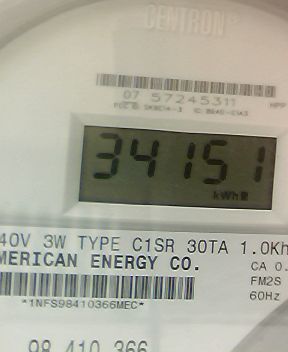 CENTRON®
07 57245311
34151
kWh
40V 3W TYPE C1SR 30TA 1.0Kh
MERICAN ENERGY CO.
CA 0.
FM2S
*1NFS98410366MEC*
60Hz
98 410 366